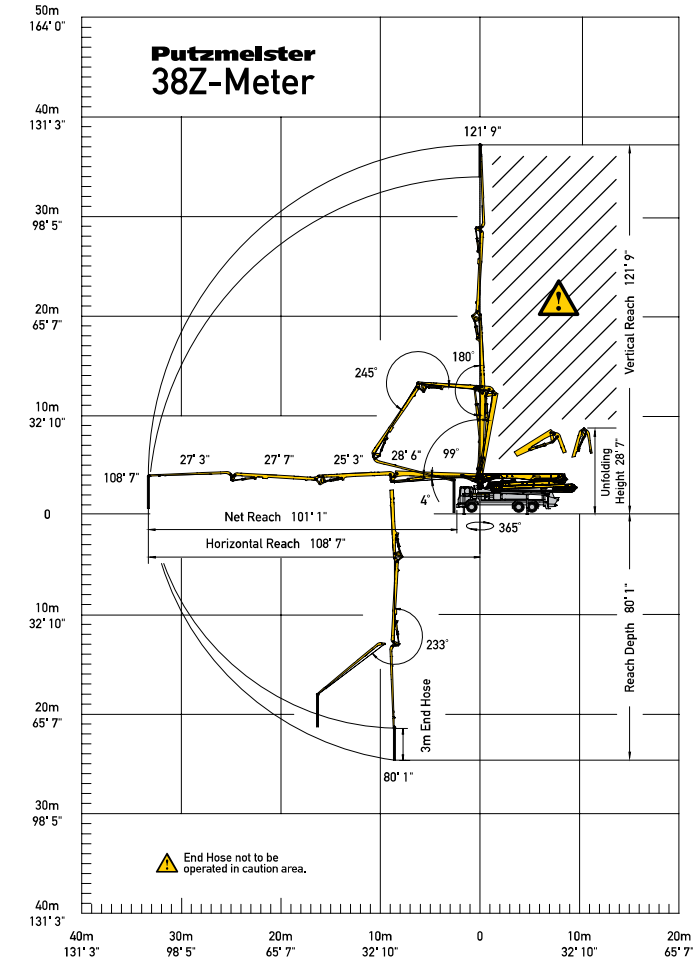 50m
164' 0"
Putzmeister
38Z-Meter
40m
131' 3"
121' 9"
30m
98' 5"
Vertical Reach 121' 9"
20m
65' 7"
180°
245°
10m
32' 10"
27' 3"
27' 7"
25' 3"
28' 6"
99°
108' 7"
4°
Unfolding
Height 28' 7"
0
Net Reach 101' 1"
365°
Horizontal Reach 108' 7"
10m
32' 10"
233°
Reach Depth 80' 1"
3m End Hose
20m
65' 7"
80' 1"
30m
98' 5"
End Hose not to be
operated in caution area.
40m
131' 3"
40m
131' 3"
30m
98' 5"
20m
65' 7"
10m
32' 10"
0
10m
32' 10"
20m
65' 7"